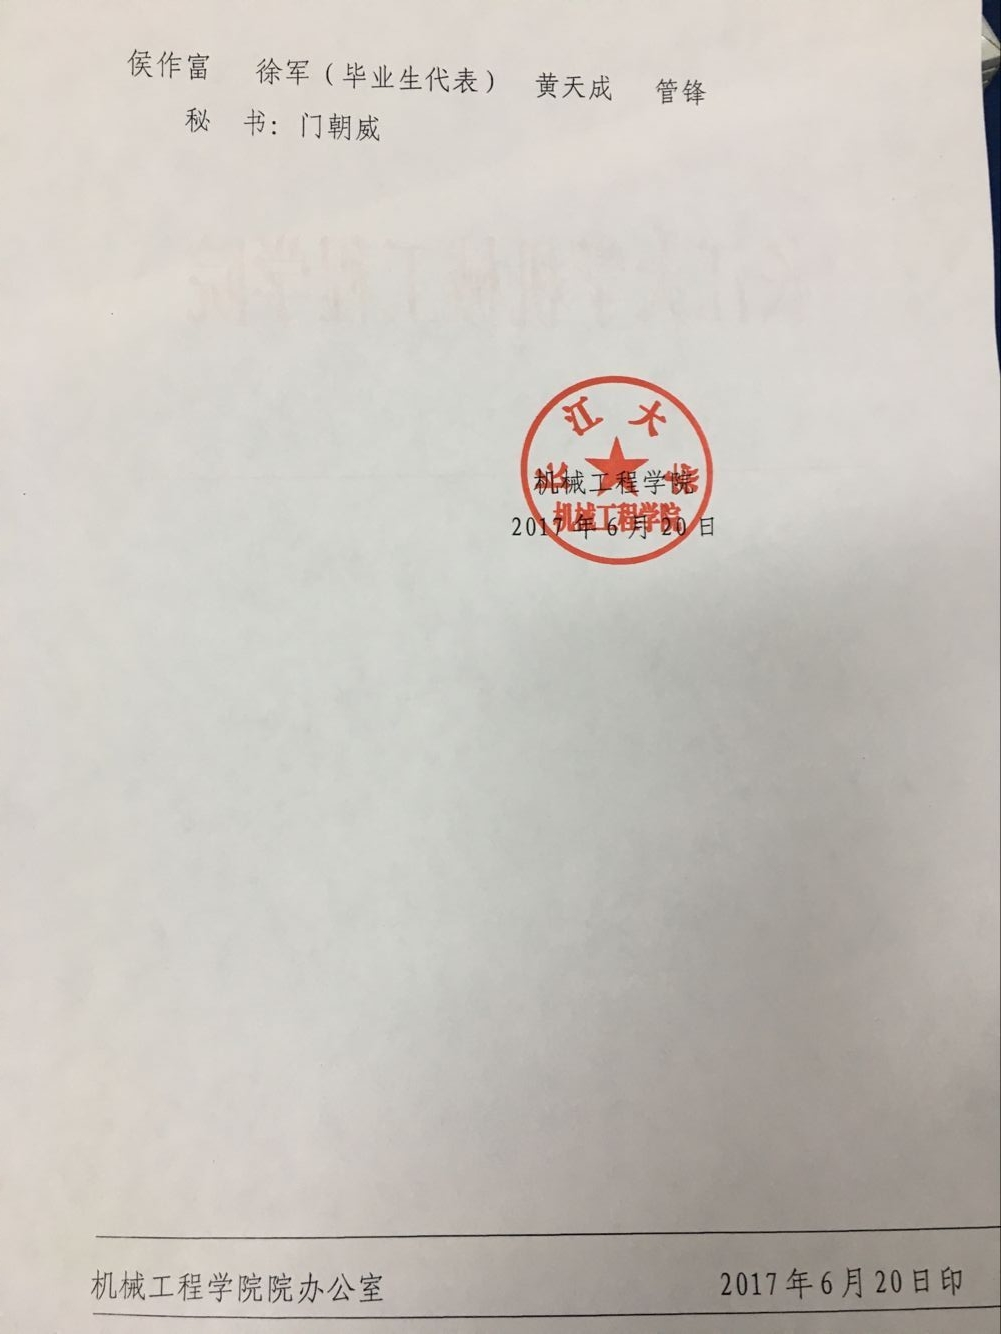 侯作富 徐军（毕业生代表） 黄天成 管锋
秘 书：门朝威
长江大学
机械工程学院
机械工程学院
2017年6月20日
机械工程学院院办公室 2017年6月20日印